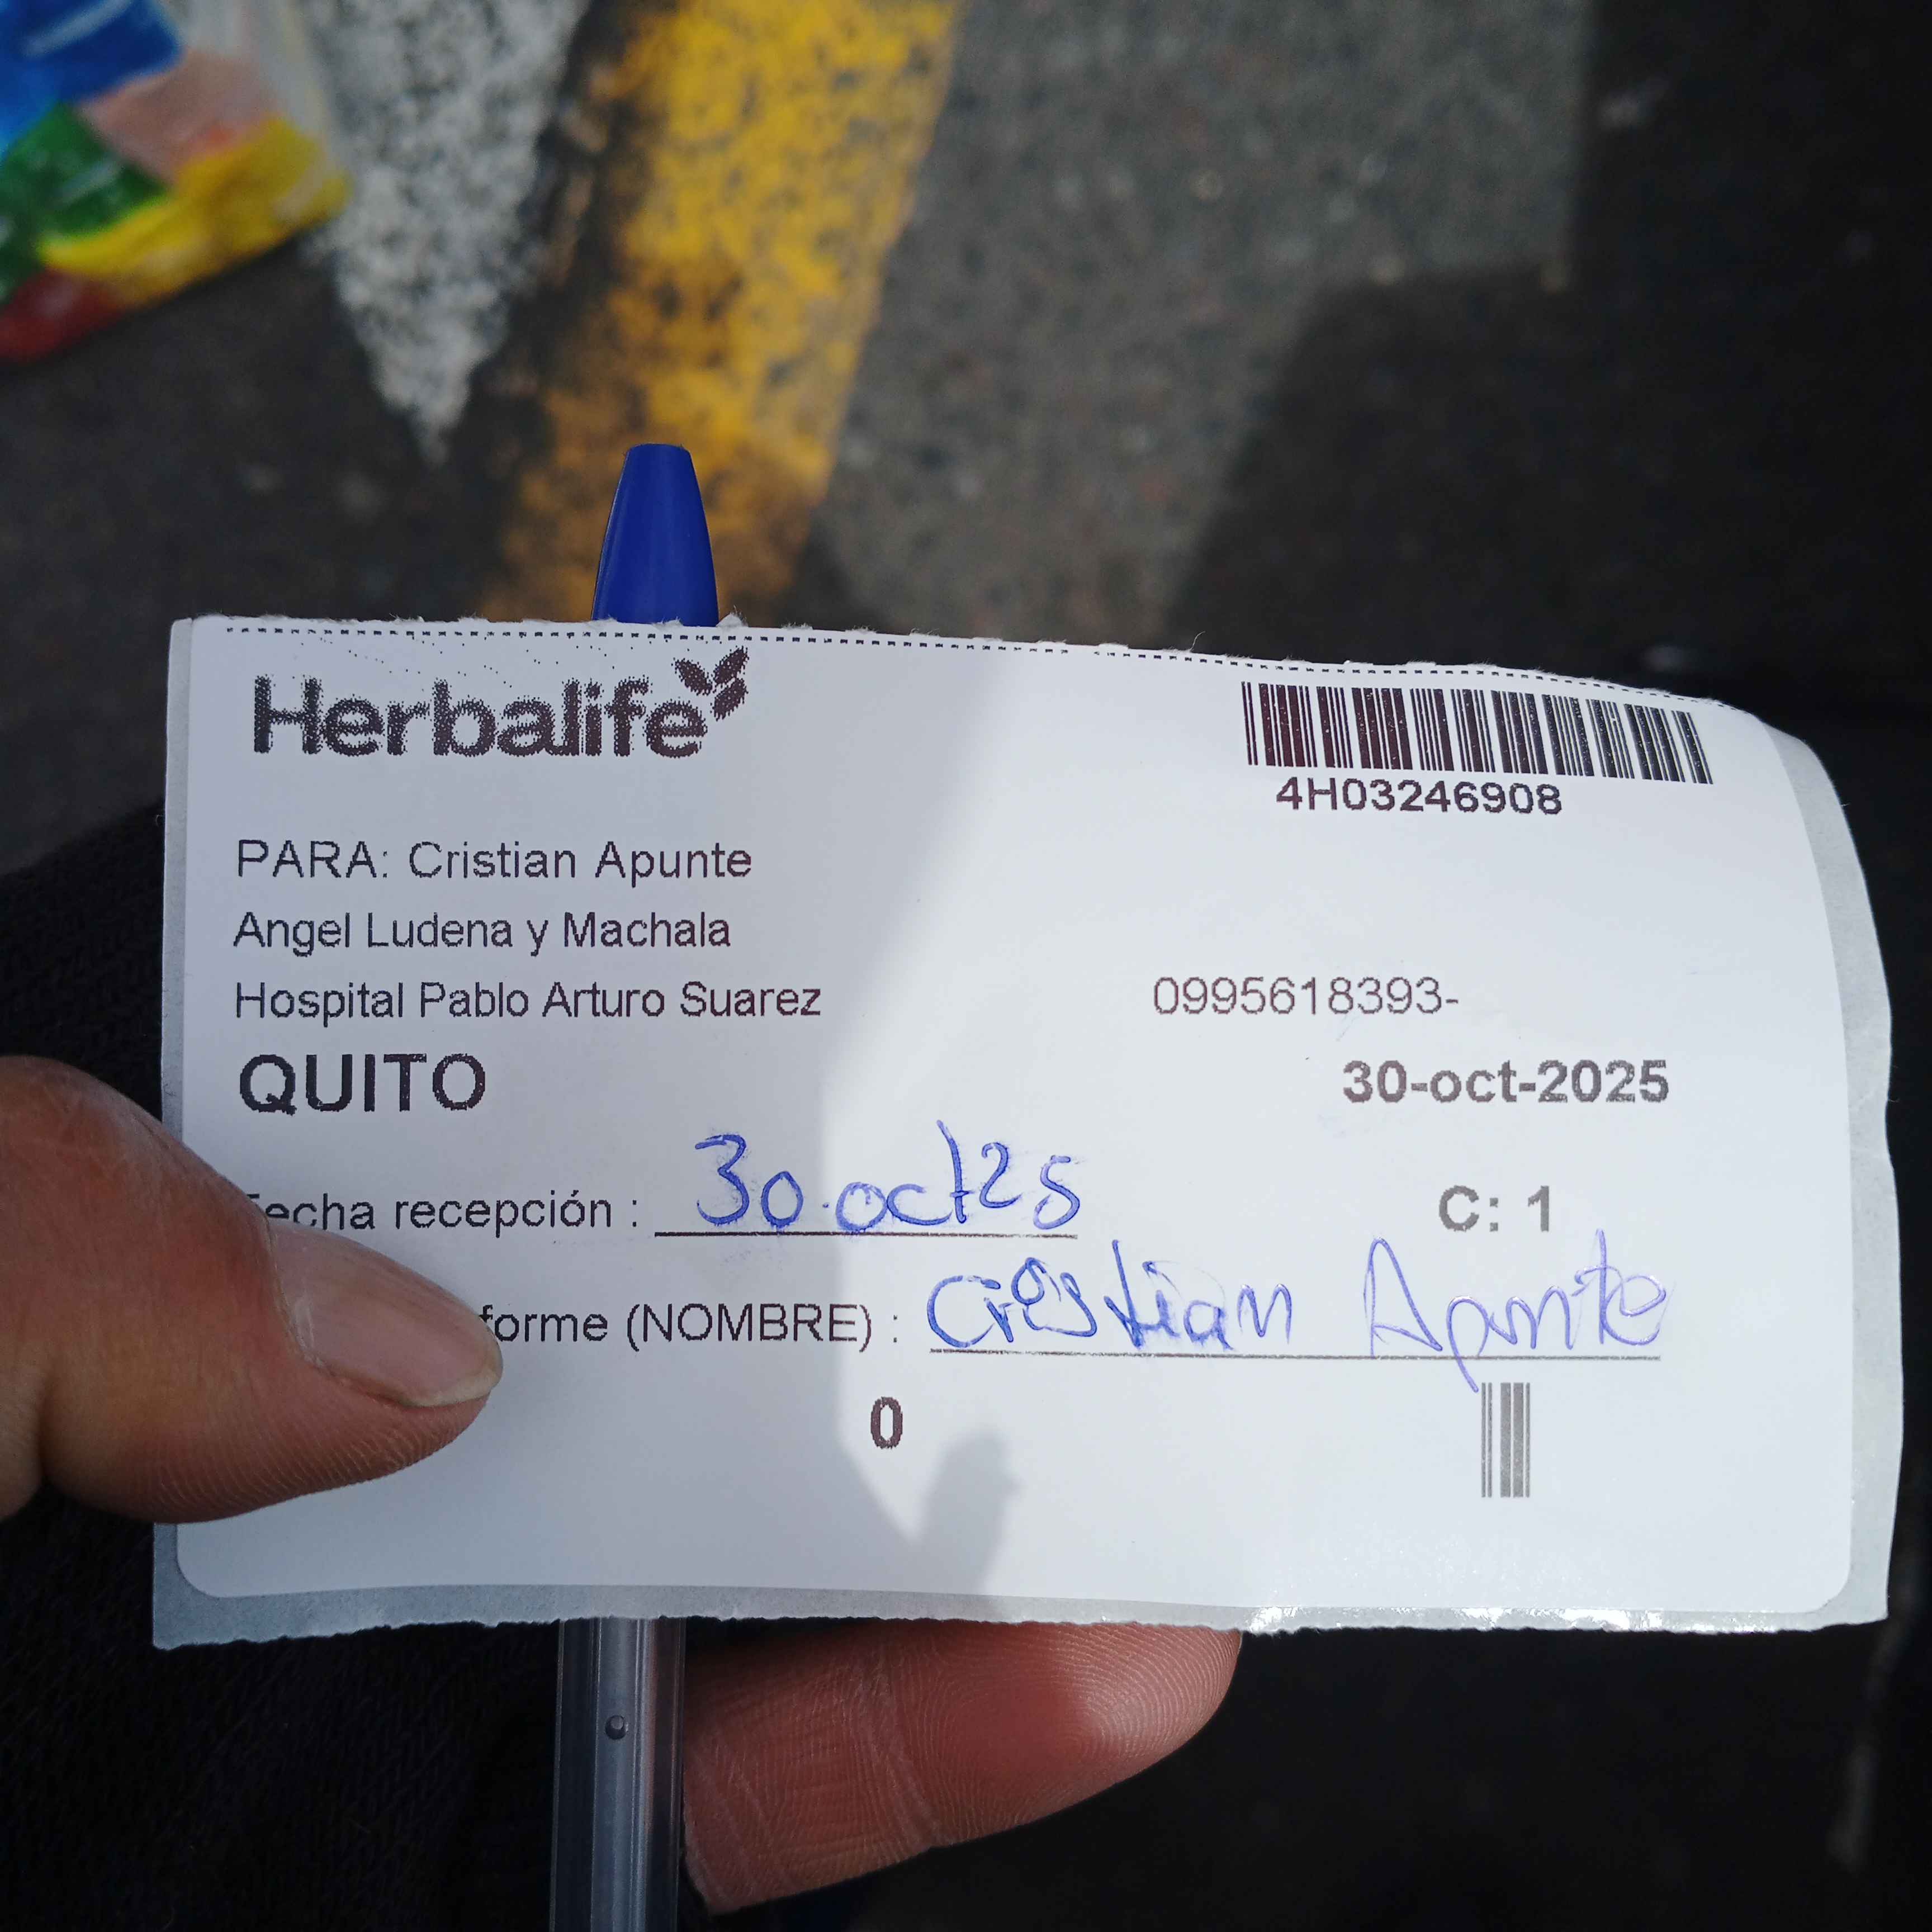 Herbalife
4H03246908
PARA: Cristian Apunte
Angel Ludena y Machala
Hospital Pablo Arturo Suarez 0995618393-
QUITO 30-oct-2025
echa recepción : 30 oct 25
C: 1
forme (NOMBRE) : Cristian Apunte
0